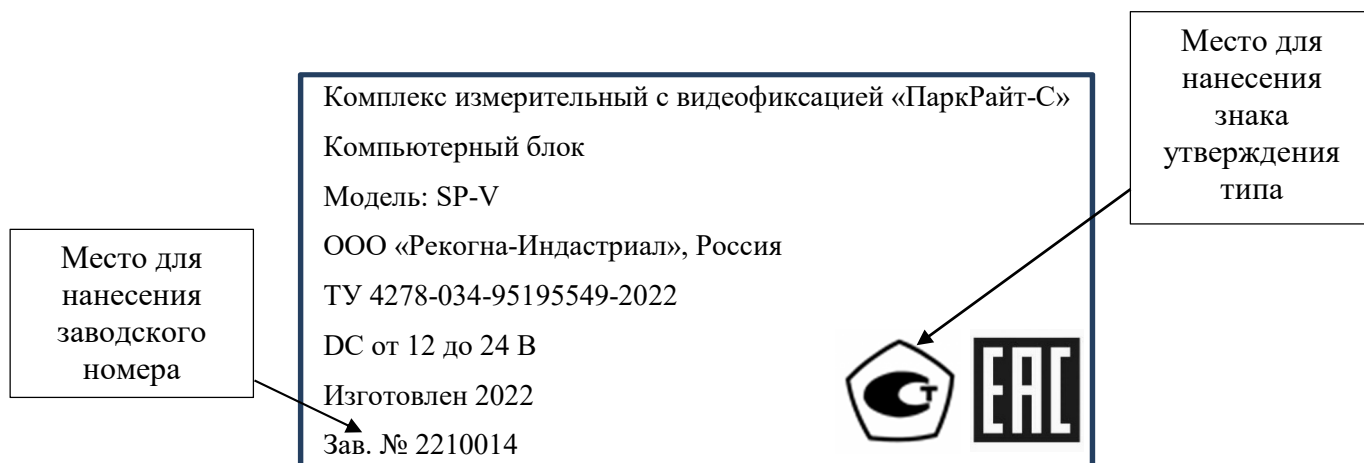 Место для
нанесения
знака
утверждения
типа
Комплекс измерительный с видеофиксацией «ПаркРайт-С»
Компьютерный блок
Модель: SP-V
ООО «Рекогна-Индастриал», Россия
ТУ 4278-034-95195549-2022
DC от 12 до 24 В
Изготовлен 2022
Зав. № 2210014
Место для
нанесения
заводского
номера
Ст
EAC